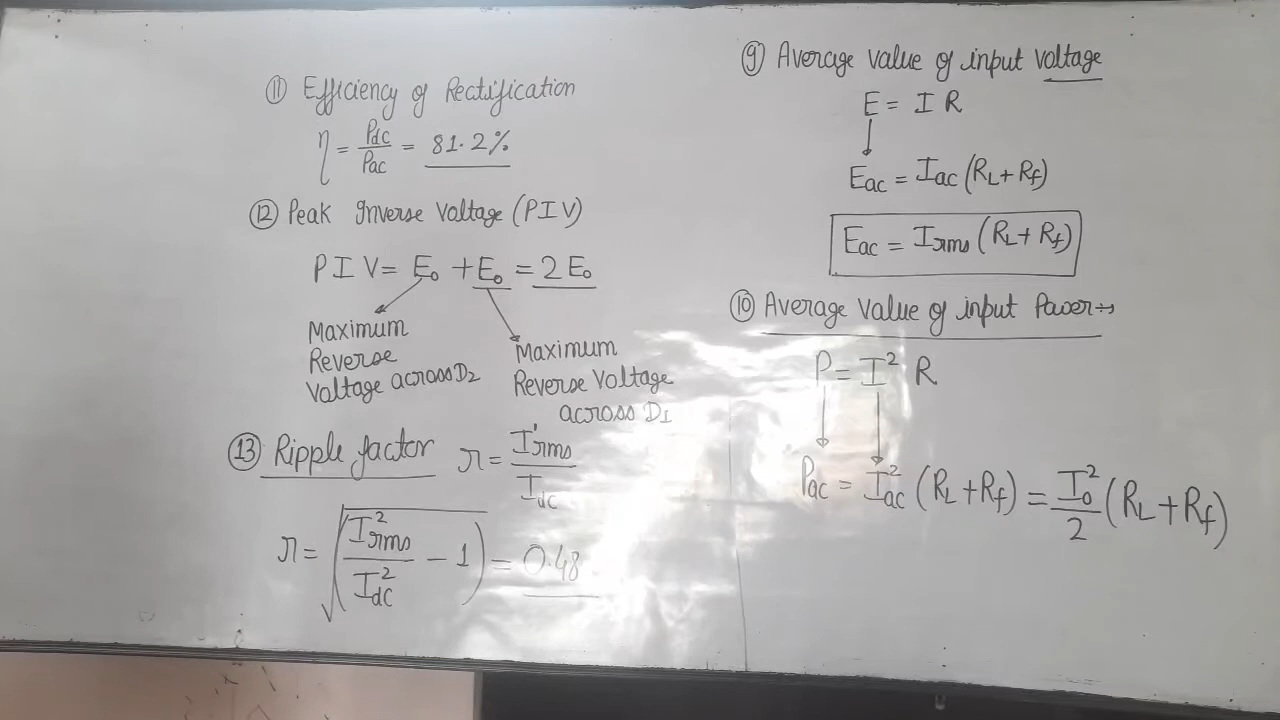 ⑨ Average value of input voltage
E = I R
Eac = Iac (RL + Rf)
Eac = Irms (RL + Rf)
⑩ Average value of input Power→
P = I² R
Pac = I²ac (RL + Rf) = I₀²/2 (RL + Rf)
⑪ Efficiency of Rectification
η = Pdc/Pac = 81.2%
⑫ Peak Inverse Voltage (PIV)
PIV = E₀ + E₀ = 2E₀
Maximum
Reverse
Voltage across D₂
Maximum
Reverse Voltage
across D₁
⑬ Ripple factor r = I'rms/Idc
r = √(I²rms/I²dc − 1) = 0.48